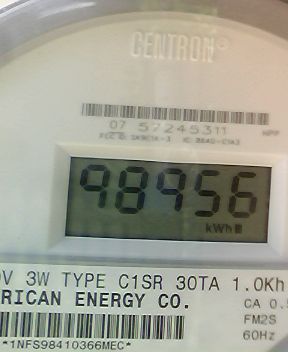 CENTRON®
07 57245311
98956
kWh
V 3W TYPE C1SR 30TA 1.0Kh
RICAN ENERGY CO.
CA 0.5
FM2S
60Hz
*1NFS98410366MEC*